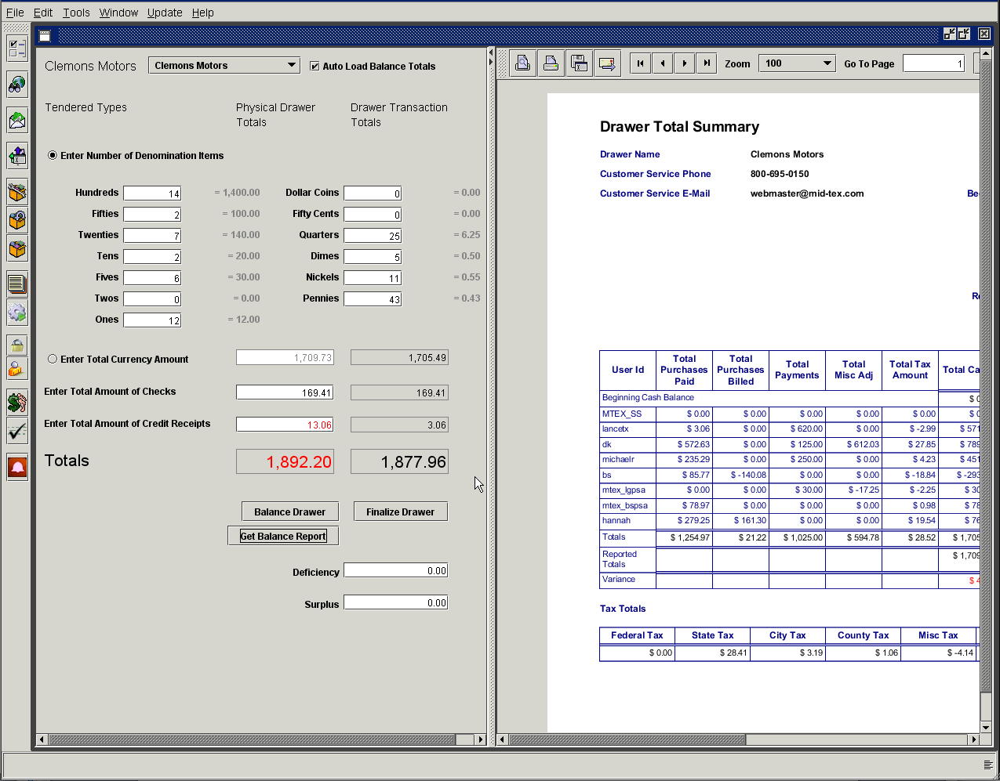 File Edit Tools Window Update Help
Clemons Motors Clemons Motors Auto Load Balance Totals
Tendered Types Physical Drawer Totals Drawer Transaction Totals
Enter Number of Denomination Items
Hundreds 14 = 1,400.00 Dollar Coins 0 = 0.00
Fifties 2 = 100.00 Fifty Cents 0 = 0.00
Twenties 7 = 140.00 Quarters 25 = 6.25
Tens 2 = 20.00 Dimes 5 = 0.50
Fives 6 = 30.00 Nickels 11 = 0.55
Twos 0 = 0.00 Pennies 43 = 0.43
Ones 12 = 12.00
Enter Total Currency Amount 1,709.73 1,705.49
Enter Total Amount of Checks 169.41 169.41
Enter Total Amount of Credit Receipts 13.06 3.06
Totals 1,892.20 1,877.96
Balance Drawer Finalize Drawer
Get Balance Report
Deficiency 0.00
Surplus 0.00
Zoom 100 Go To Page 1
Drawer Total Summary
Drawer Name Clemons Motors
Customer Service Phone 800-695-0150
Customer Service E-Mail webmaster@mid-tex.com Be
User Id Total Purchases Paid Total Purchases Billed Total Payments Total Misc Adj Total Tax Amount Total Ca
Beginning Cash Balance $ 0
MTEX_SS $ 0.00 $ 0.00 $ 0.00 $ 0.00 $ 0.00 $ 0
lancetx $ 3.06 $ 0.00 $ 620.00 $ 0.00 $ -2.99 $ 571
dk $ 572.63 $ 0.00 $ 125.00 $ 612.03 $ 27.85 $ 789
michaelr $ 235.29 $ 0.00 $ 250.00 $ 0.00 $ 4.23 $ 451
bs $ 85.77 $ -140.08 $ 0.00 $ 0.00 $ -18.84 $ -293
mtex_lgpsa $ 0.00 $ 0.00 $ 30.00 $ -17.25 $ -2.25 $ 30
mtex_bspsa $ 78.97 $ 0.00 $ 0.00 $ 0.00 $ 0.98 $ 78
hannah $ 279.25 $ 161.30 $ 0.00 $ 0.00 $ 19.54 $ 76
Totals $ 1,254.97 $ 21.22 $ 1,025.00 $ 594.78 $ 28.52 $ 1,705
Reported Totals $ 1,709
Variance $ 4
Tax Totals
Federal Tax State Tax City Tax County Tax Misc Tax
$ 0.00 $ 28.41 $ 3.19 $ 1.06 $ -4.14